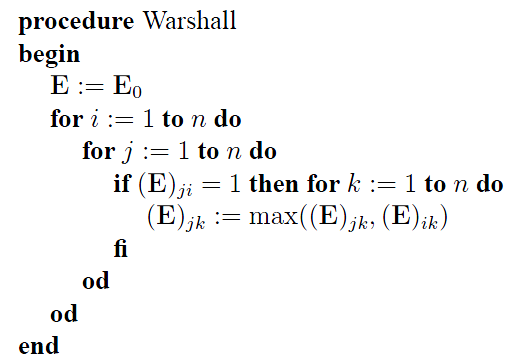 procedure Warshall
begin
E := E₀
for i := 1 to n do
for j := 1 to n do
if (E)ⱼᵢ = 1 then for k := 1 to n do
(E)ⱼₖ := max((E)ⱼₖ, (E)ᵢₖ)
fi
od
od
end